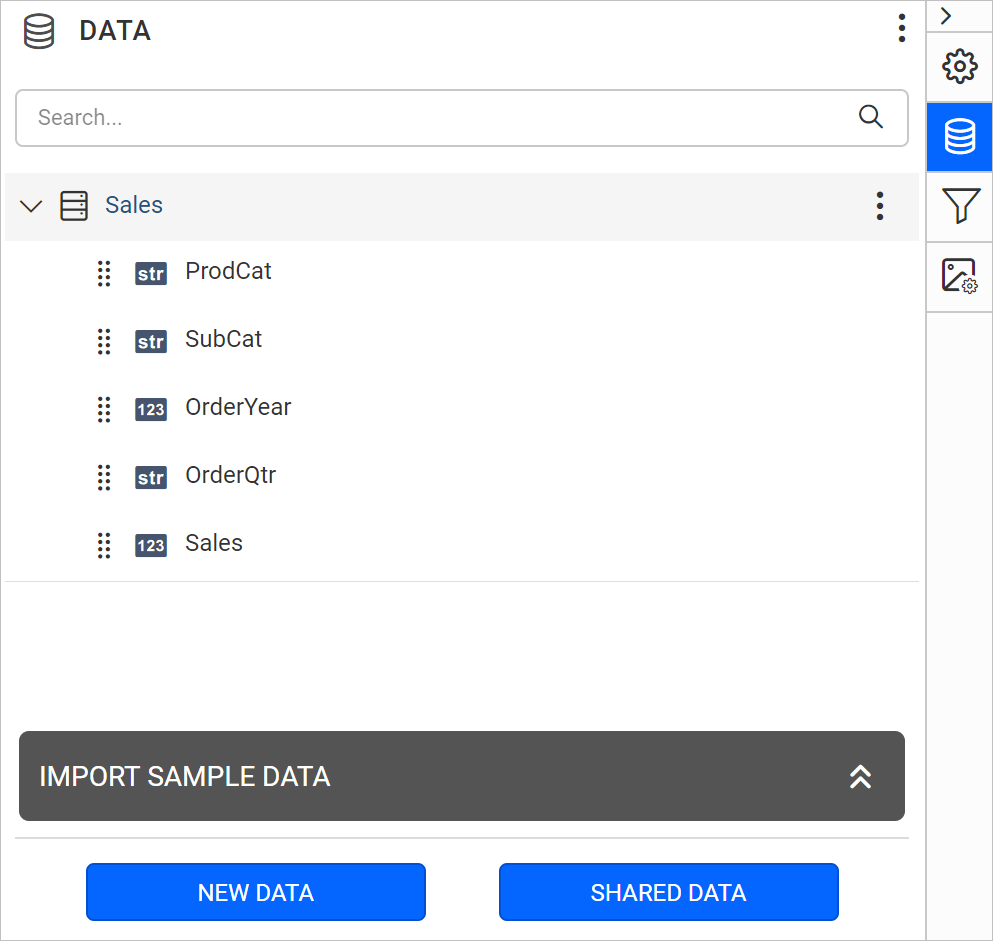 DATA
Search...
Sales
str ProdCat
str SubCat
123 OrderYear
str OrderQtr
123 Sales
IMPORT SAMPLE DATA
NEW DATA SHARED DATA